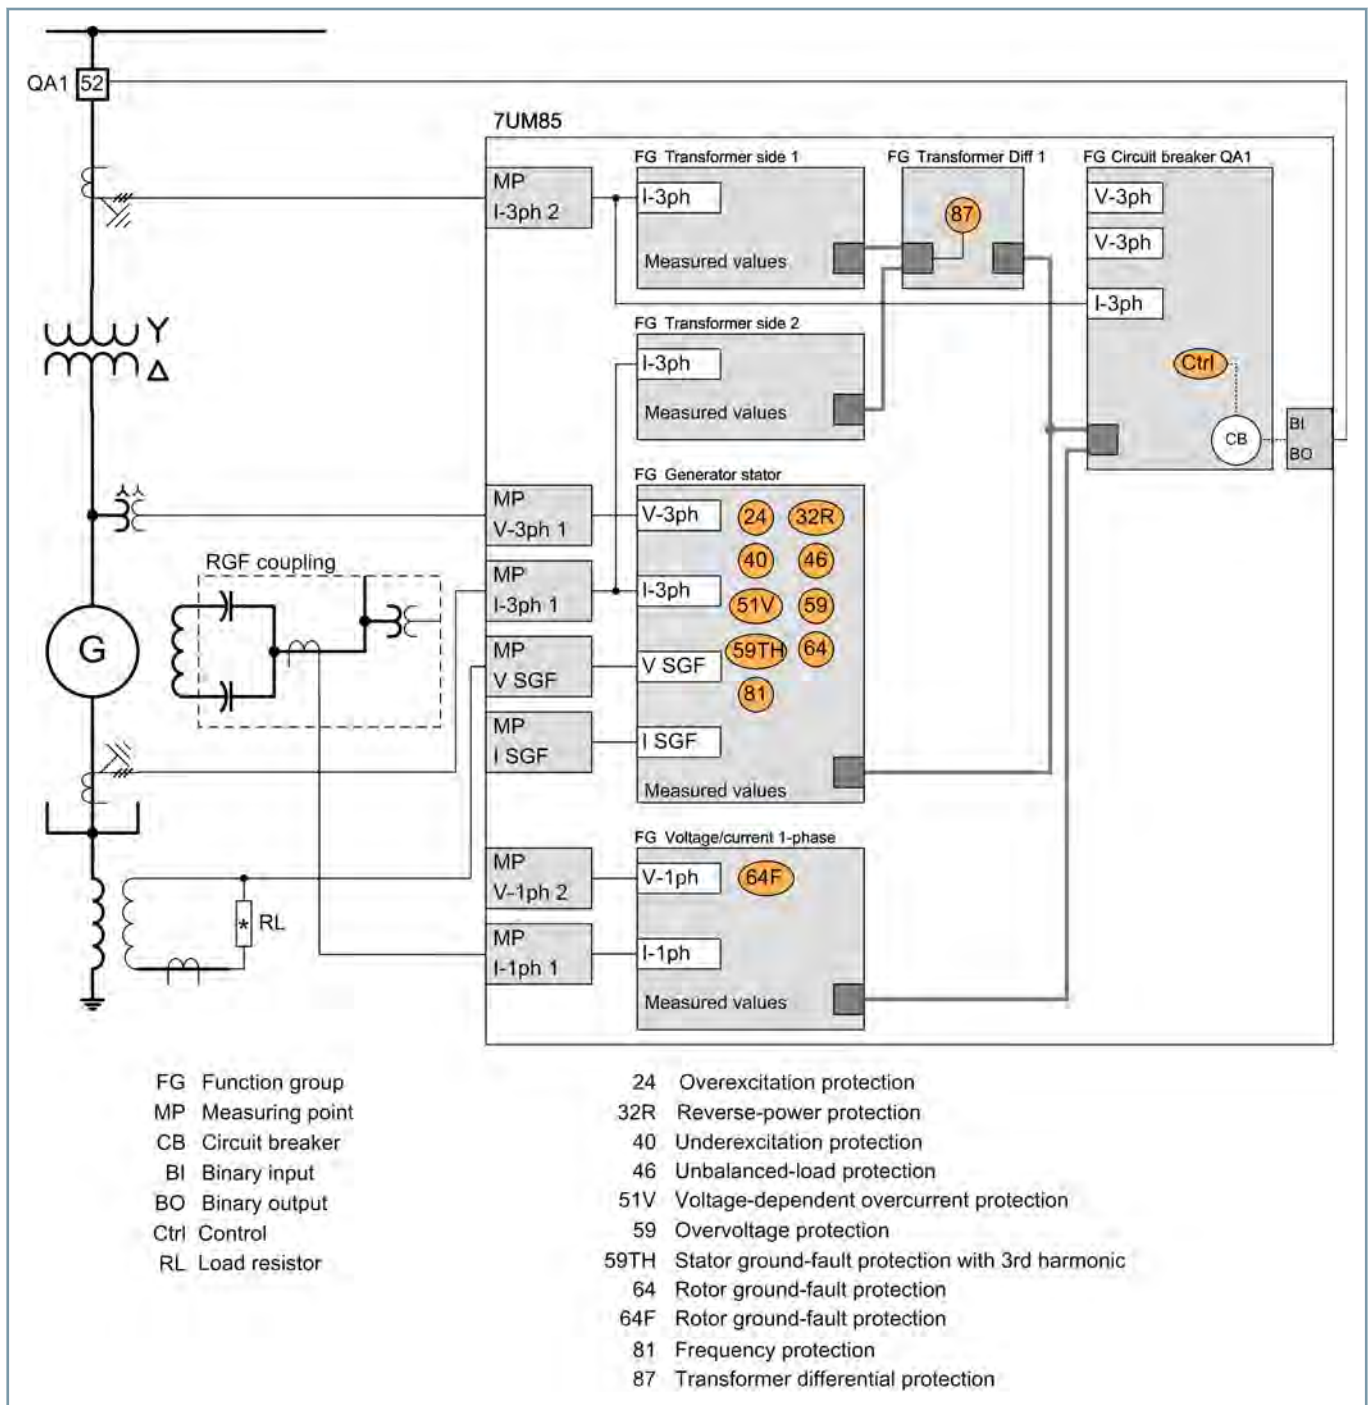 QA1 52
7UM85
FG Transformer side 1
FG Transformer Diff 1
FG Circuit breaker QA1
MP
I-3ph 2
I-3ph
Measured values
87
V-3ph
V-3ph
I-3ph
Ctrl
CB
BI
BO
Y
Δ
FG Transformer side 2
I-3ph
Measured values
FG Generator stator
MP
V-3ph 1
V-3ph
24
32R
MP
I-3ph 1
I-3ph
40
46
51V
59
RGF coupling
G
MP
V SGF
V SGF
59TH
64
81
MP
I SGF
I SGF
Measured values
FG Voltage/current 1-phase
MP
V-1ph 2
V-1ph
64F
* RL
MP
I-1ph 1
I-1ph
Measured values
FG Function group
MP Measuring point
CB Circuit breaker
BI Binary input
BO Binary output
Ctrl Control
RL Load resistor
24 Overexcitation protection
32R Reverse-power protection
40 Underexcitation protection
46 Unbalanced-load protection
51V Voltage-dependent overcurrent protection
59 Overvoltage protection
59TH Stator ground-fault protection with 3rd harmonic
64 Rotor ground-fault protection
64F Rotor ground-fault protection
81 Frequency protection
87 Transformer differential protection